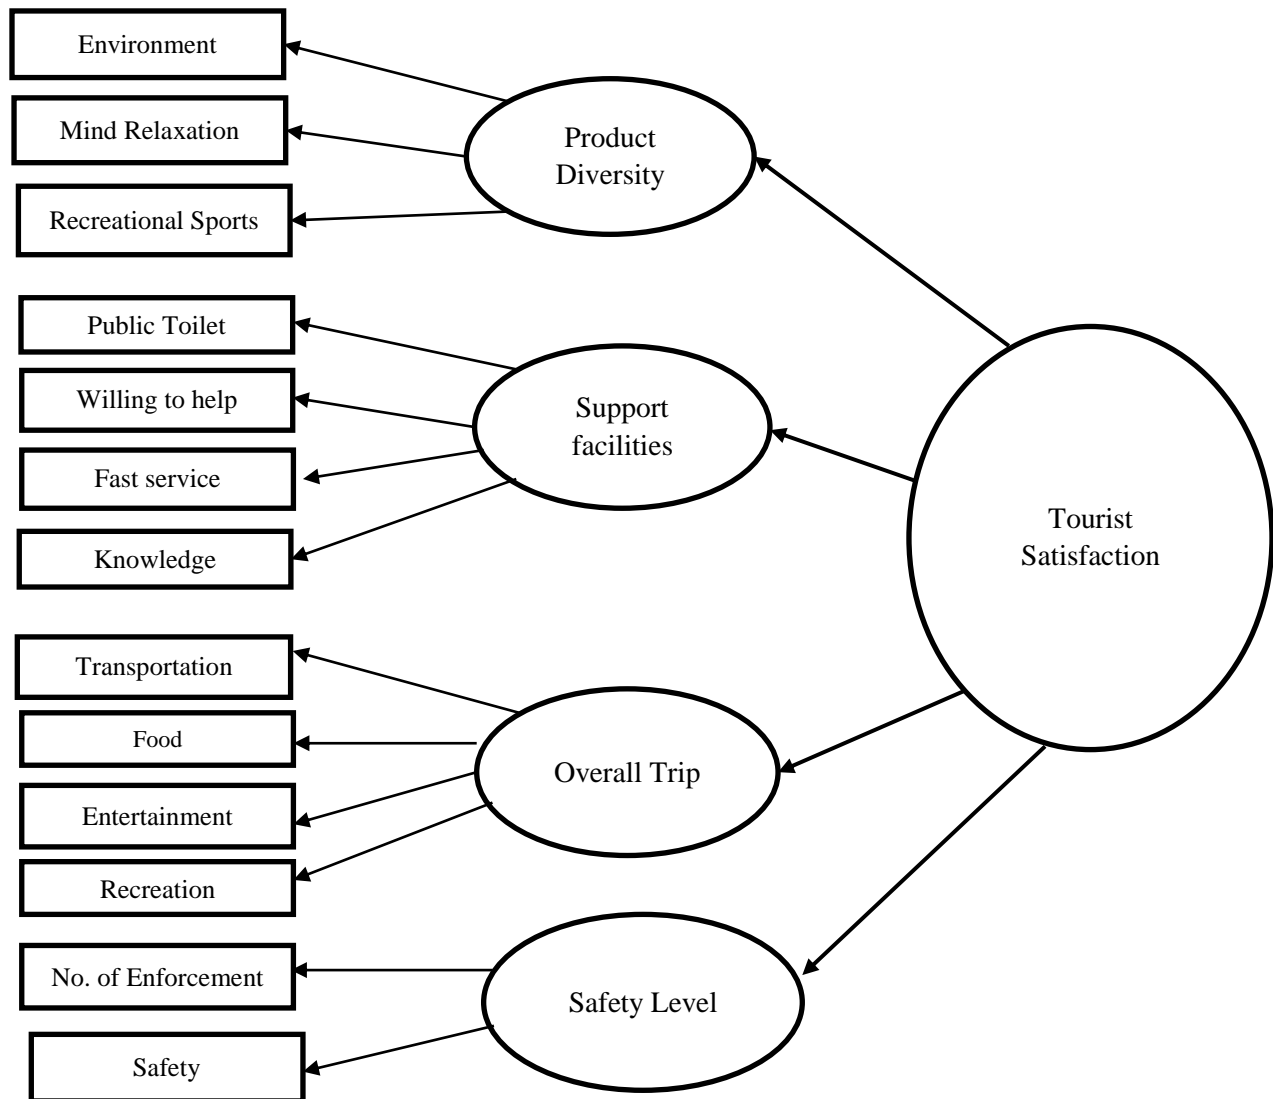 Environment
Mind Relaxation
Recreational Sports
Product
Diversity
Public Toilet
Willing to help
Fast service
Knowledge
Support
facilities
Tourist
Satisfaction
Transportation
Food
Entertainment
Recreation
Overall Trip
No. of Enforcement
Safety
Safety Level